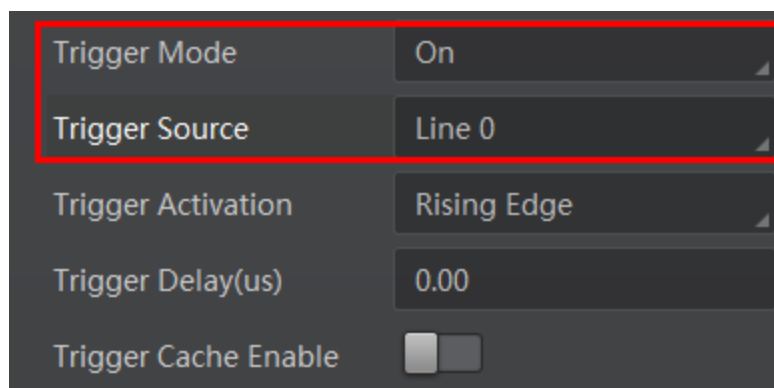 Trigger Mode On
Trigger Source Line 0
Trigger Activation Rising Edge
Trigger Delay(us) 0.00
Trigger Cache Enable